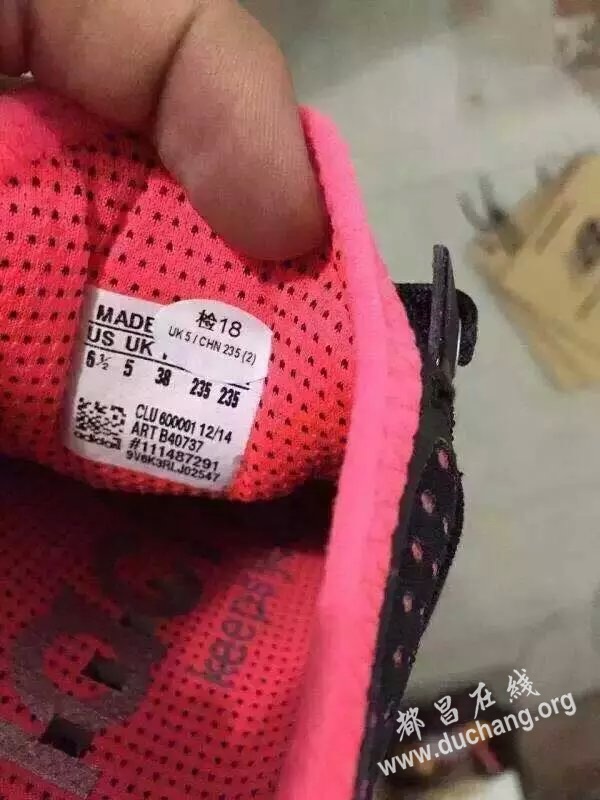 检18
UK 5 / CHN 235 (2)
MADE
US UK
6½ 5 38 235 235
CLU 600001 12/14
ART B40737
#111487291
9V6K3RLJ02547
adidas
keeps
都昌在线
www.duchang.org